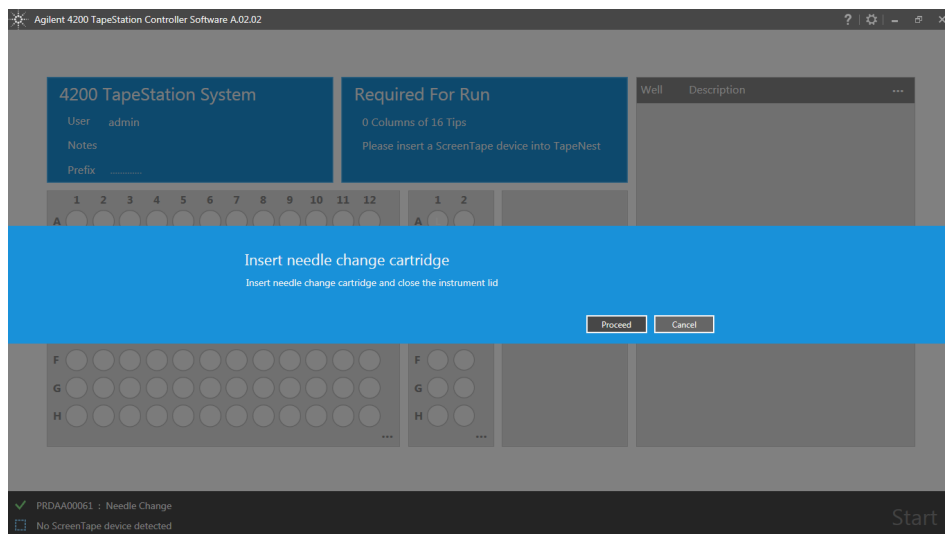 Agilent 4200 TapeStation Controller Software A.02.02
?
4200 TapeStation System
User admin
Notes
Prefix ............
Required For Run
0 Columns of 16 Tips
Please insert a ScreenTape device into TapeNest
Well Description ...
1 2 3 4 5 6 7 8 9 10 11 12
A
1 2
A
Insert needle change cartridge
Insert needle change cartridge and close the instrument lid
Proceed Cancel
F
G
H
...
F
G
H
...
PRDAA00061 : Needle Change
No ScreenTape device detected
Start